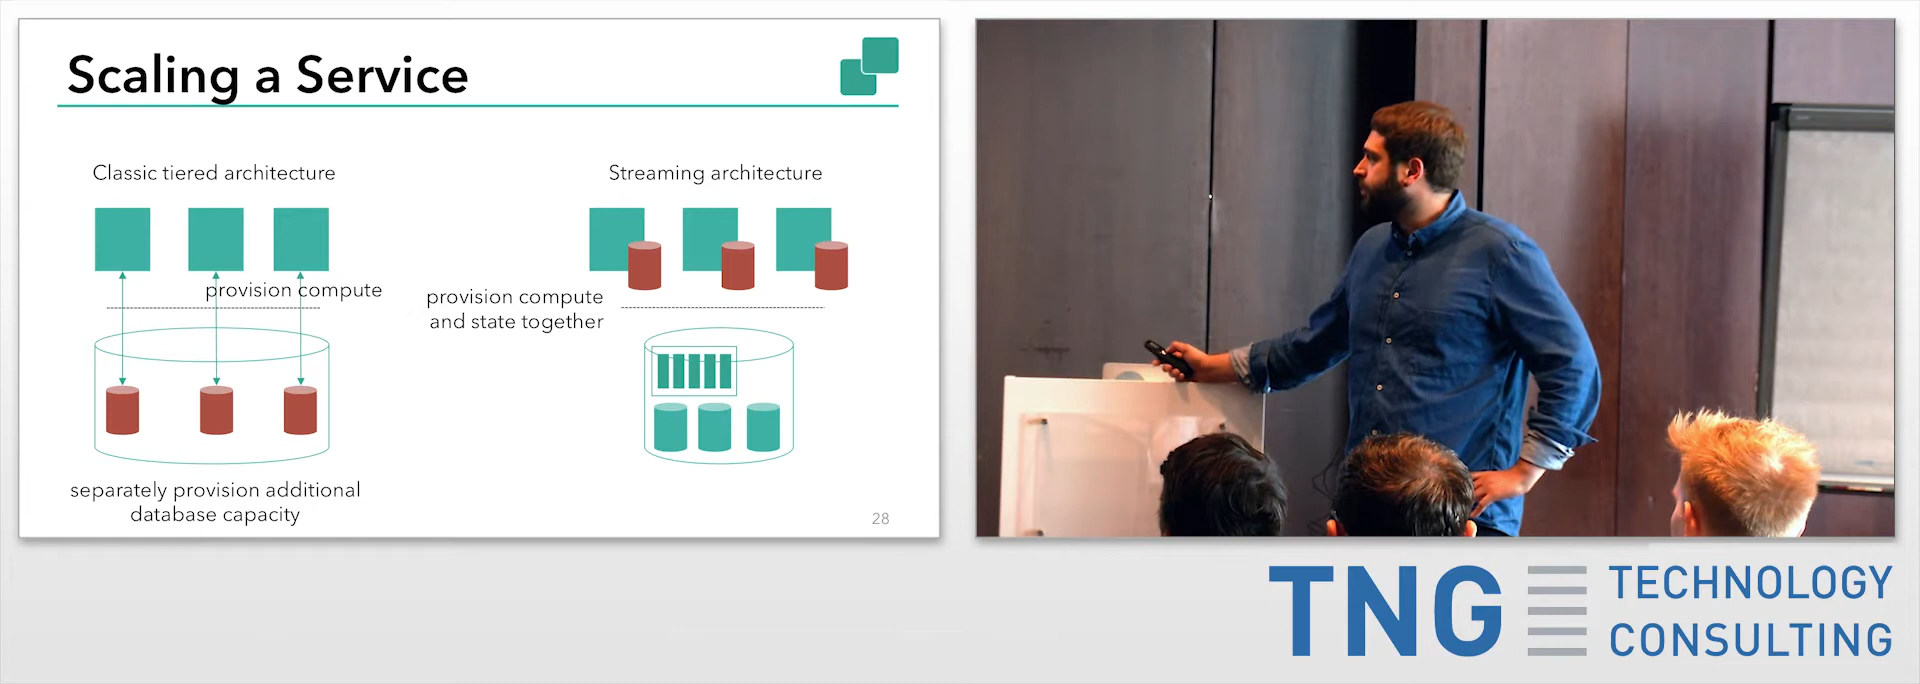 Scaling a Service
Classic tiered architecture
Streaming architecture
provision compute
provision compute
and state together
separately provision additional
database capacity
28
TNG
TECHNOLOGY
CONSULTING